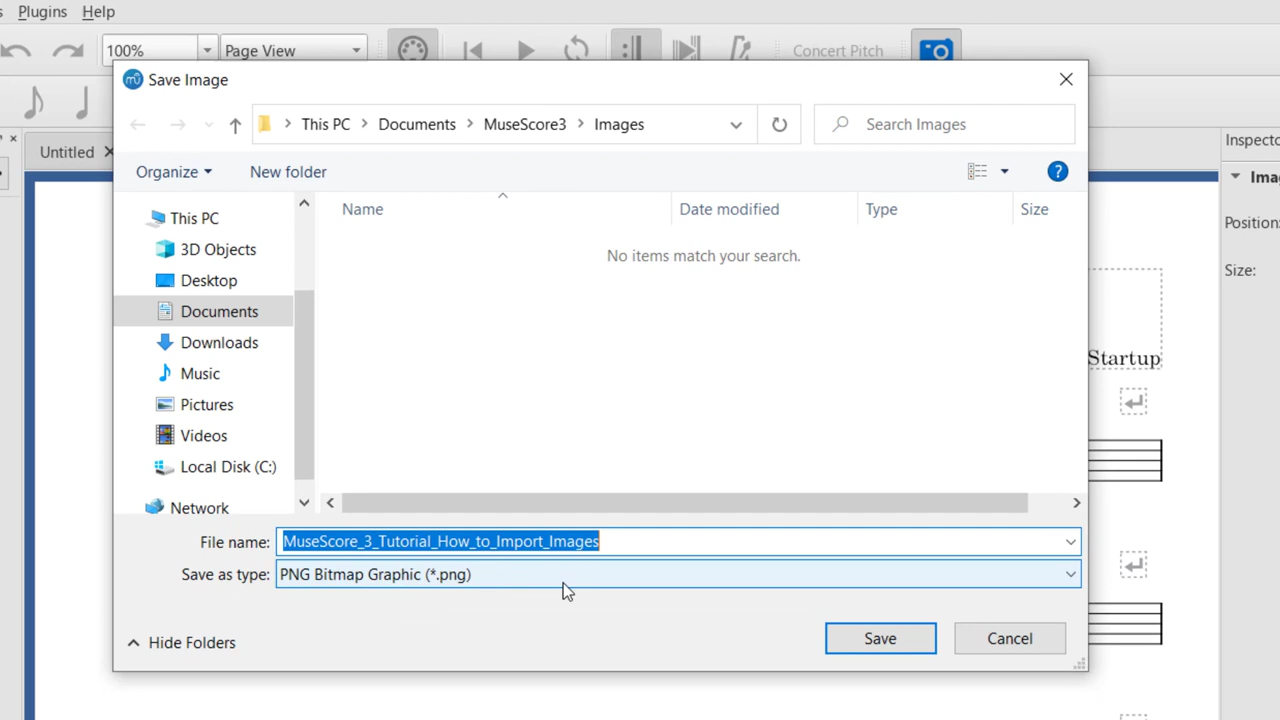 s Plugins Help
100% Page View Concert Pitch
Save Image
This PC Documents MuseScore3 Images Search Images
Untitled Inspecto
Organize New folder
Ima
Name Date modified Type Size
This PC
Position:
3D Objects No items match your search.
Desktop Size:
Documents
Downloads
Startup
Music
Pictures
Videos
Local Disk (C:)
Network
File name: MuseScore_3_Tutorial_How_to_Import_Images
Save as type: PNG Bitmap Graphic (*.png)
Hide Folders Save Cancel